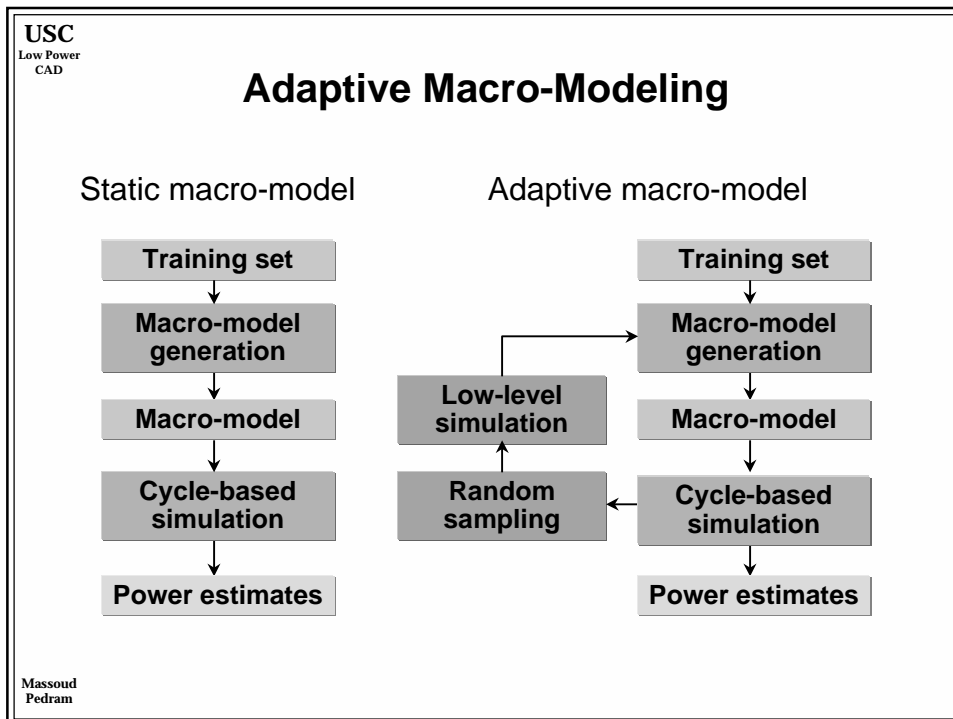 USC
Low Power
CAD
Adaptive Macro-Modeling
Static macro-model
Training set
Macro-model
generation
Macro-model
Cycle-based
simulation
Power estimates
Adaptive macro-model
Training set
Macro-model
generation
Low-level
simulation
Macro-model
Random
sampling
Cycle-based
simulation
Power estimates
Massoud
Pedram